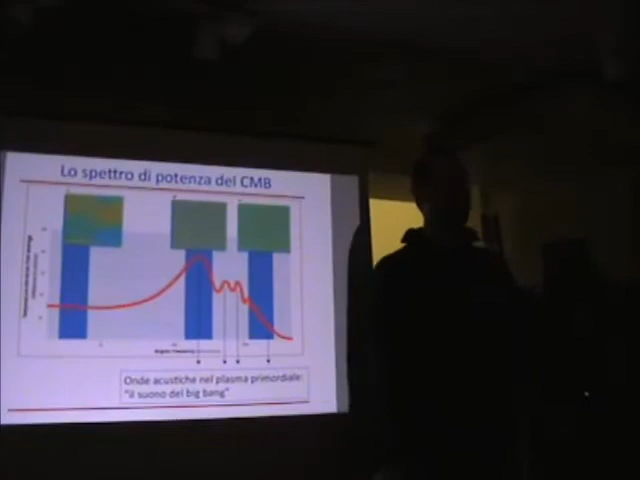 Lo spettro di potenza del CMB
Onde acustiche nel plasma primordiale:
"il suono del big bang"